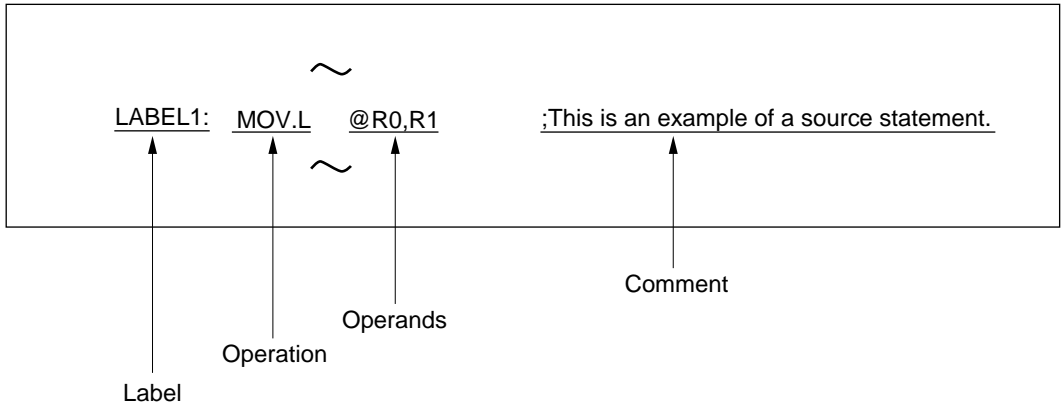 LABEL1: MOV.L @R0,R1 ;This is an example of a source statement.
Comment
Operands
Operation
Label